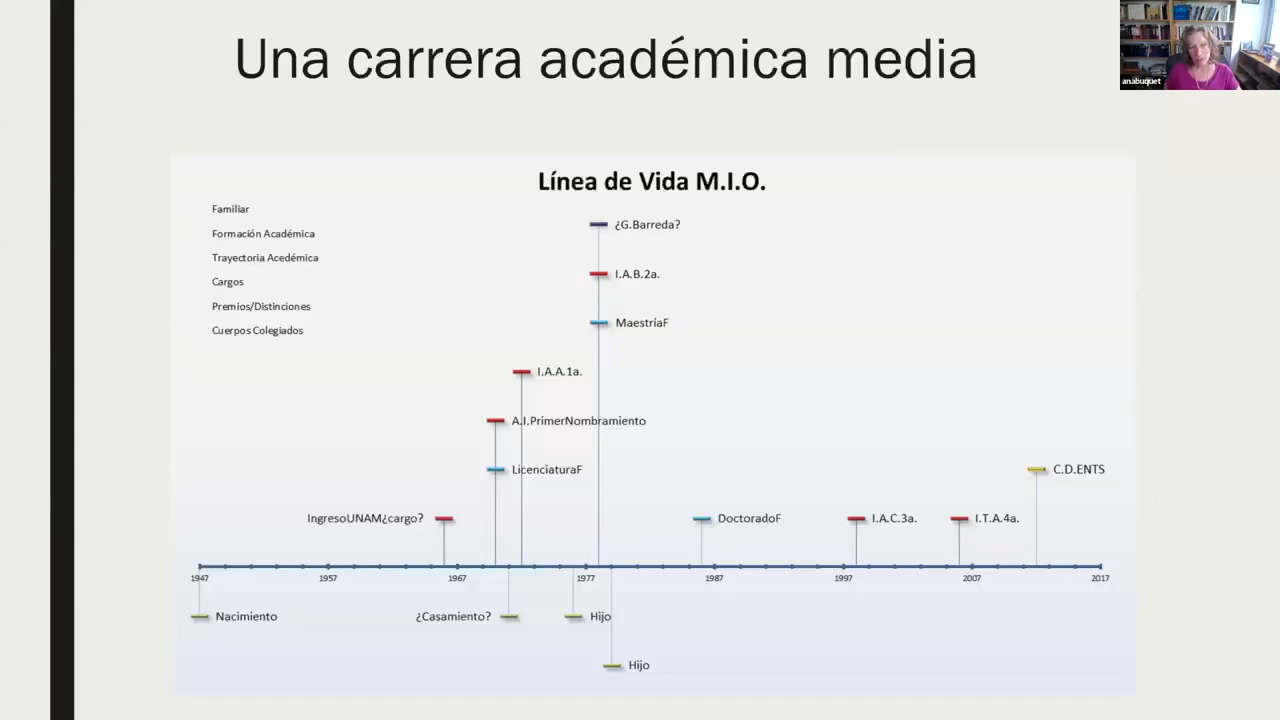 Una carrera académica media
anabuquet
Línea de Vida M.I.O.
Familiar
Formación Académica
Trayectoria Acedémica
Cargos
Premios/Distinciones
Cuerpos Colegiados
¿G.Barreda?
I.A.B.2a.
MaestríaF
I.A.A.1a.
A.I.PrimerNombramiento
LicenciaturaF
C.D.ENTS
IngresoUNAM¿cargo?
DoctoradoF
I.A.C.3a.
I.T.A.4a.
1947 1957 1967 1977 1987 1997 2007 2017
Nacimiento
¿Casamiento?
Hijo
Hijo